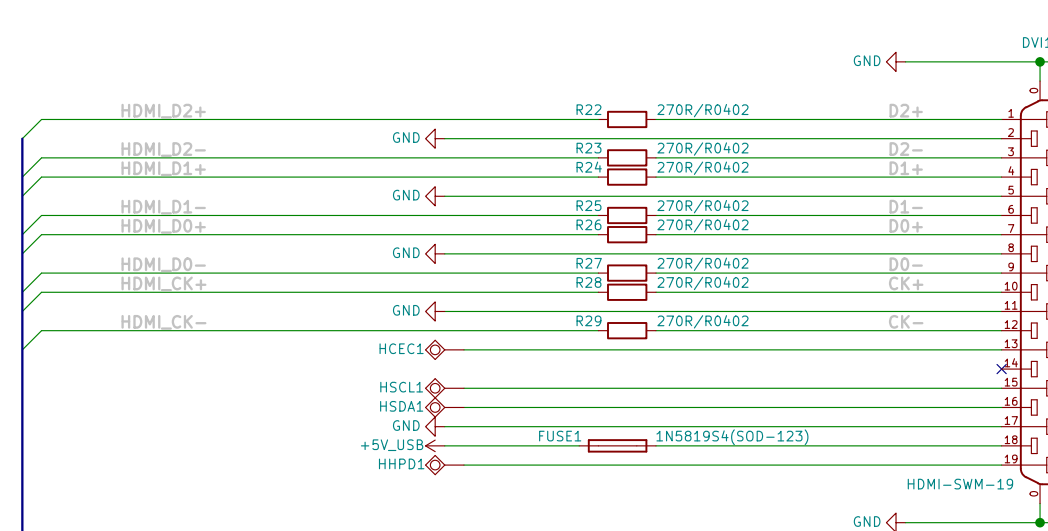 DVI1
GND
0
HDMI_D2+ R22 270R/R0402 D2+ 1
GND 2
HDMI_D2- R23 270R/R0402 D2- 3
HDMI_D1+ R24 270R/R0402 D1+ 4
GND 5
HDMI_D1- R25 270R/R0402 D1- 6
HDMI_D0+ R26 270R/R0402 D0+ 7
GND 8
HDMI_D0- R27 270R/R0402 D0- 9
HDMI_CK+ R28 270R/R0402 CK+ 10
GND 11
HDMI_CK- R29 270R/R0402 CK- 12
HCEC1 13
14
HSCL1 15
HSDA1 16
GND 17
+5V_USB FUSE1 1N5819S4(SOD-123) 18
HHPD1 19
HDMI-SWM-19
0
GND